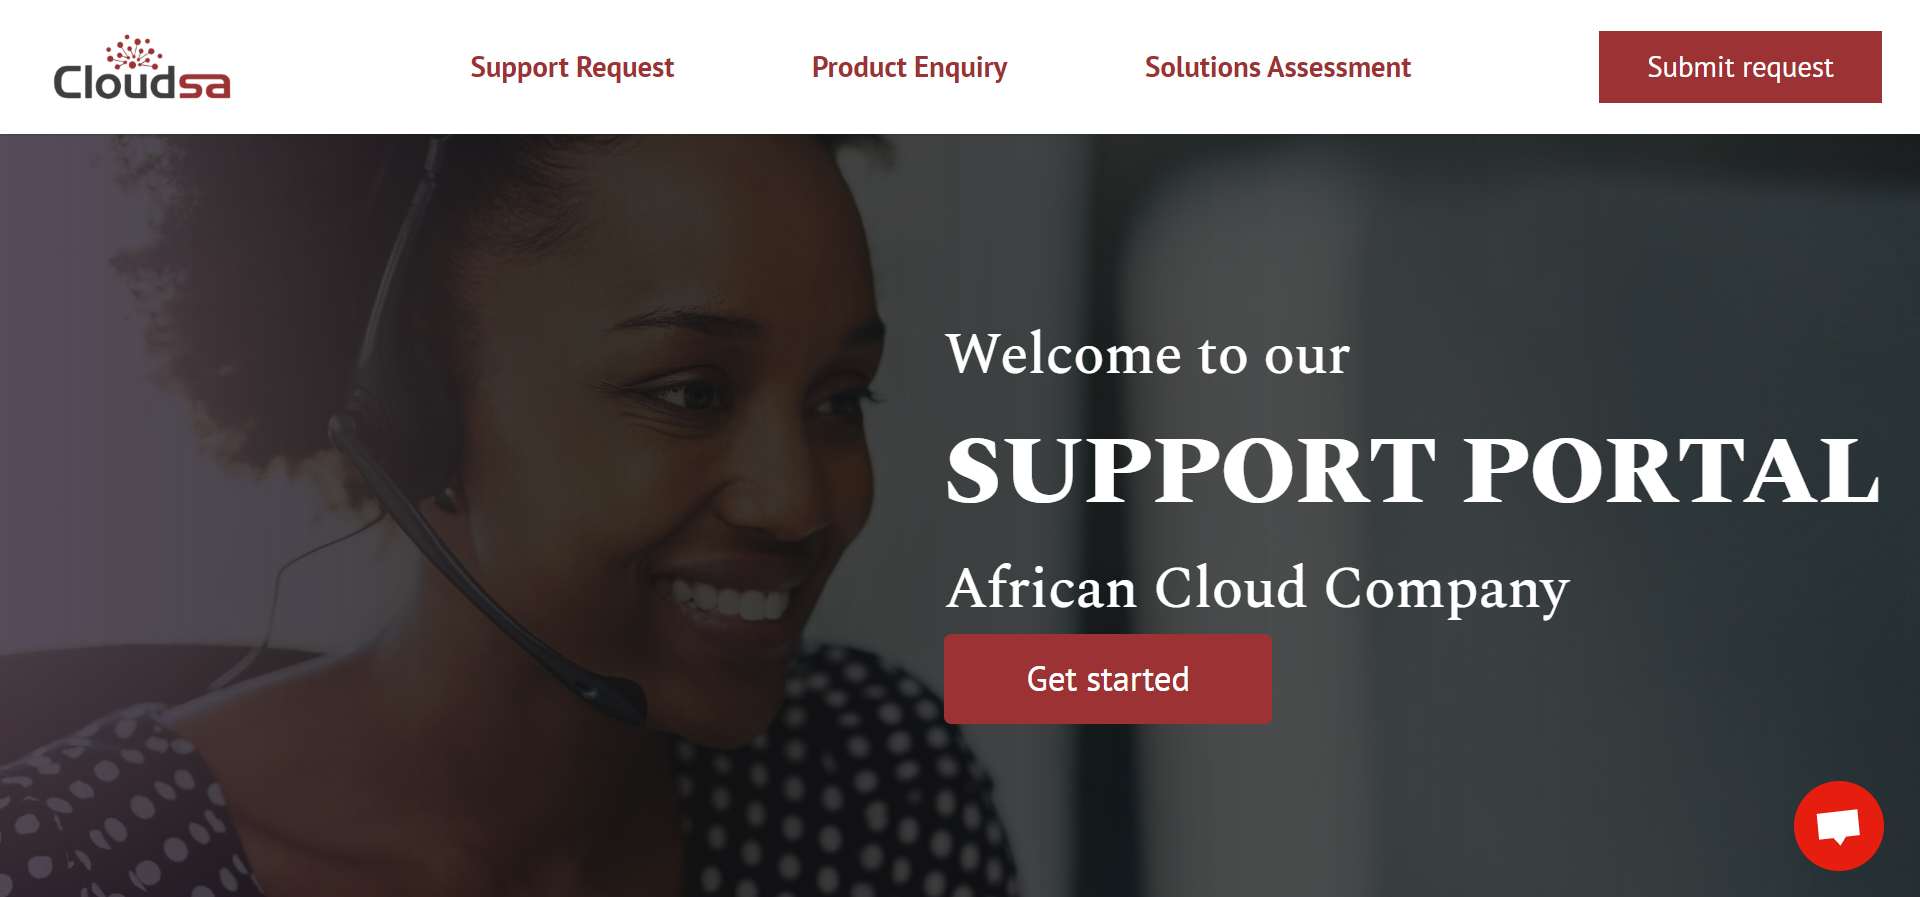 Cloudsa
Support Request
Product Enquiry
Solutions Assessment
Submit request
Welcome to our
SUPPORT PORTAL
African Cloud Company
Get started